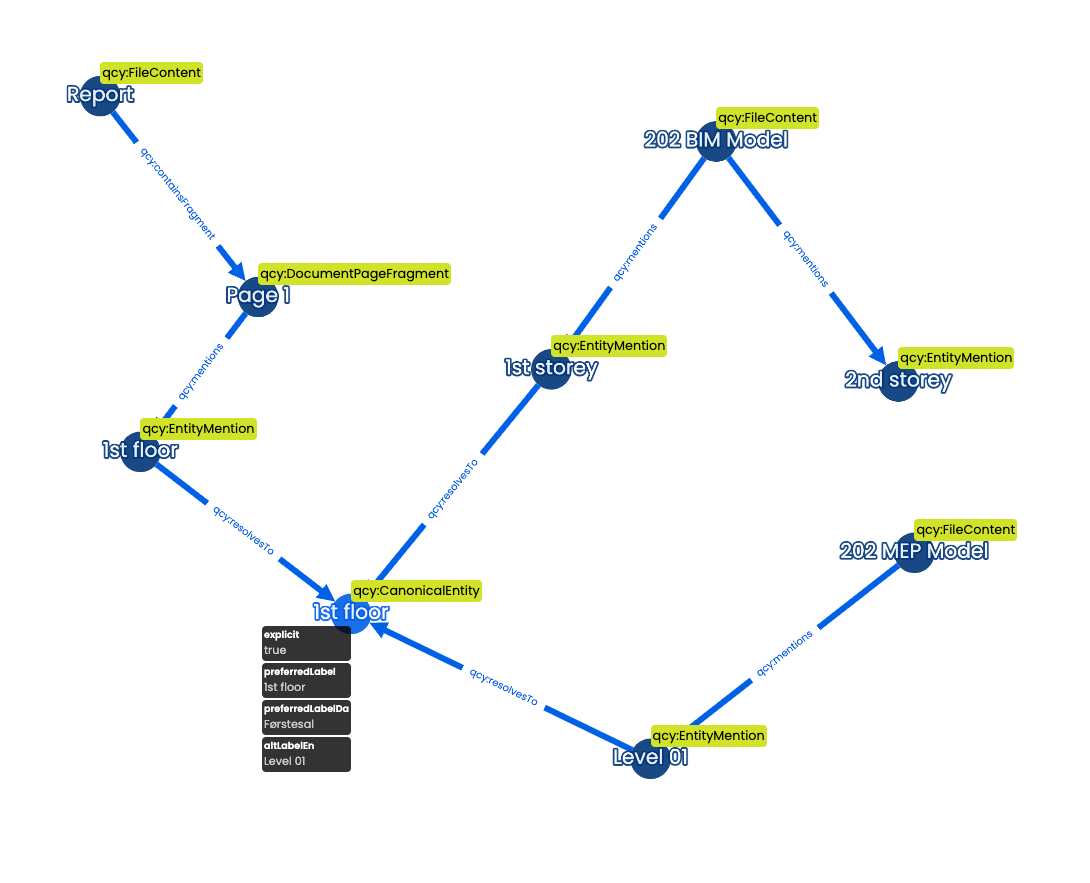 qcy:FileContent
Report
qcy:containsFragment
qcy:DocumentPageFragment
Page 1
qcy:mentions
qcy:EntityMention
1st floor
qcy:resolvesTo
qcy:FileContent
202 BIM Model
qcy:mentions
qcy:mentions
qcy:EntityMention
1st storey
qcy:EntityMention
2nd storey
qcy:resolvesTo
qcy:CanonicalEntity
1st floor
explicit
true
preferredLabel
1st floor
preferredLabelDa
Førstesal
altLabelEn
Level 01
qcy:FileContent
202 MEP Model
qcy:mentions
qcy:resolvesTo
qcy:EntityMention
Level 01